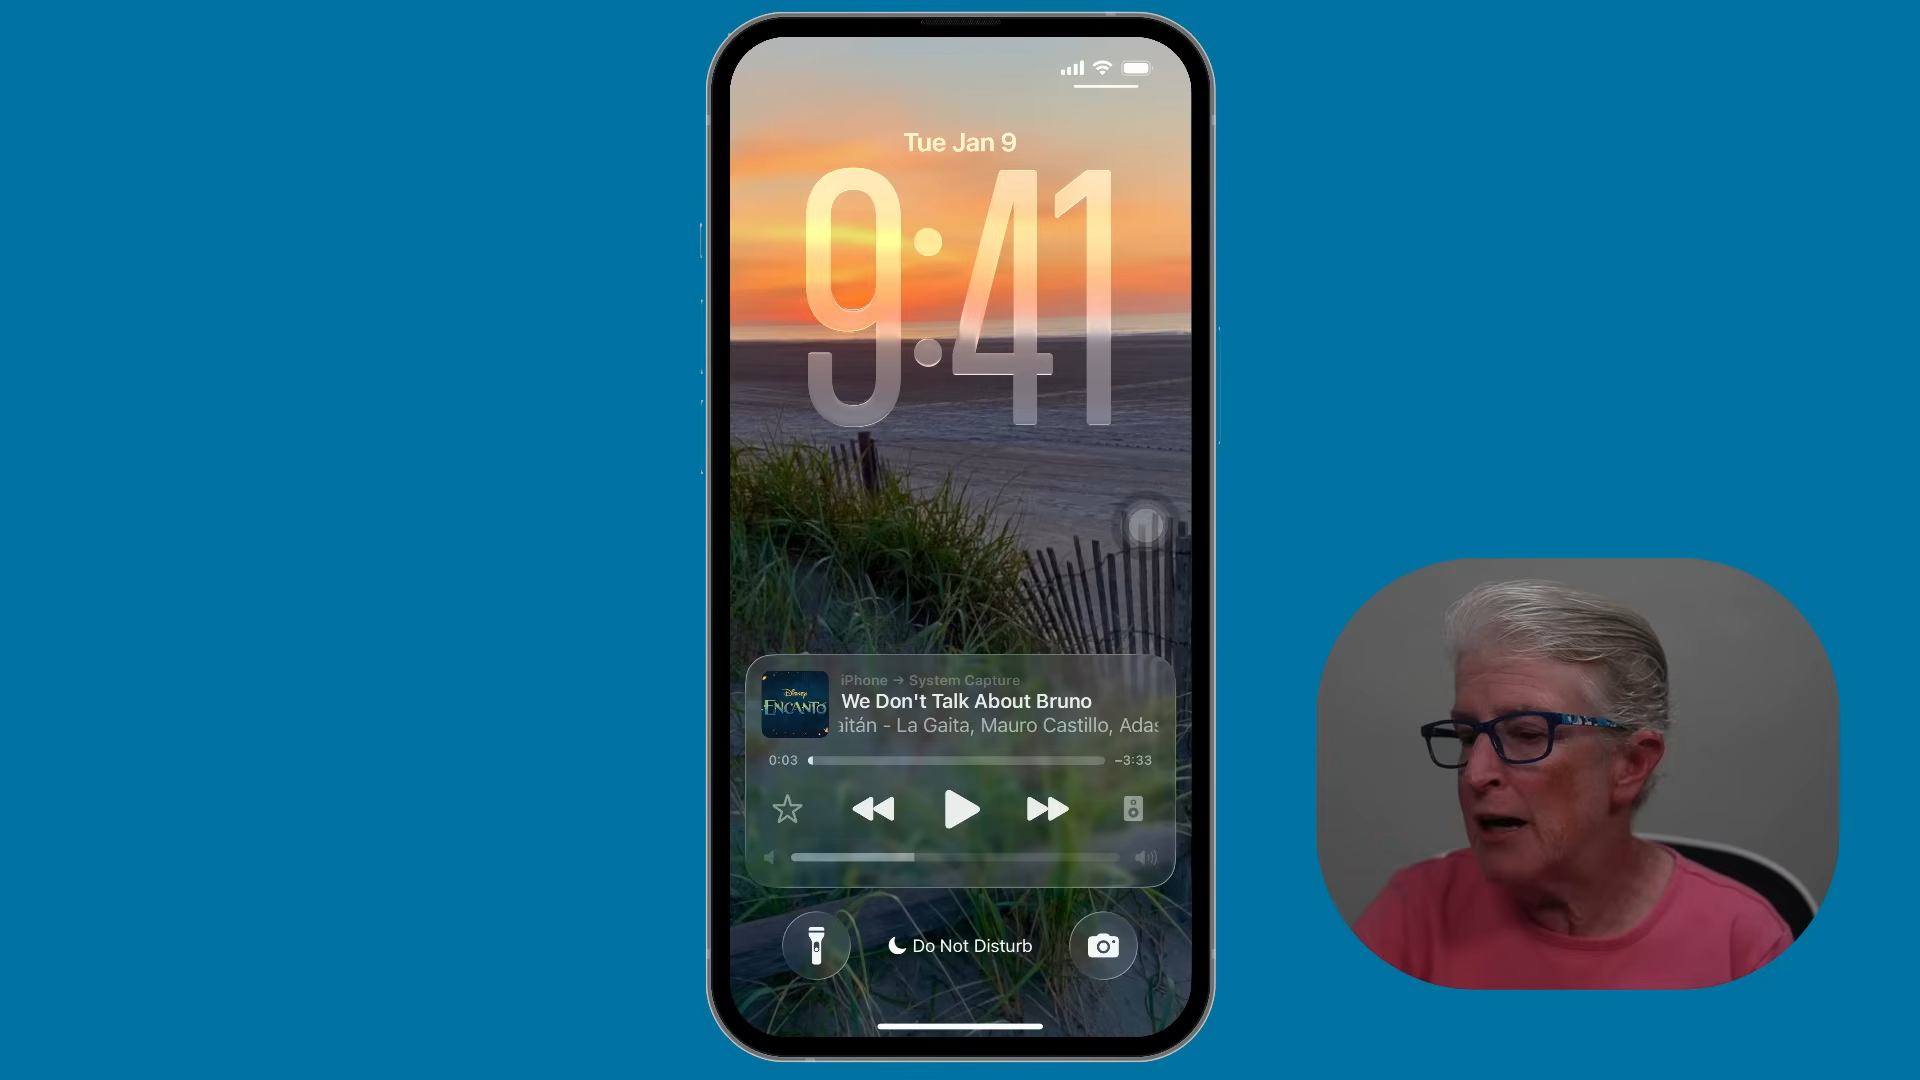 Tue Jan 9
9:41
Disney
ENCANTO
iPhone → System Capture
We Don't Talk About Bruno
aitán - La Gaita, Mauro Castillo, Adas
0:03
-3:33
Do Not Disturb